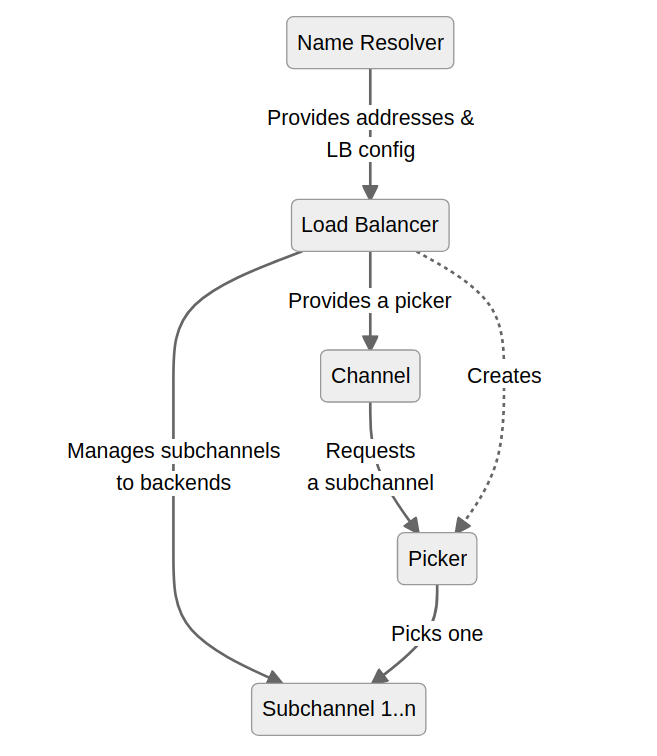 Name Resolver
Provides addresses &
LB config
Load Balancer
Provides a picker
Channel
Creates
Manages subchannels
to backends
Requests
a subchannel
Picker
Picks one
Subchannel 1..n